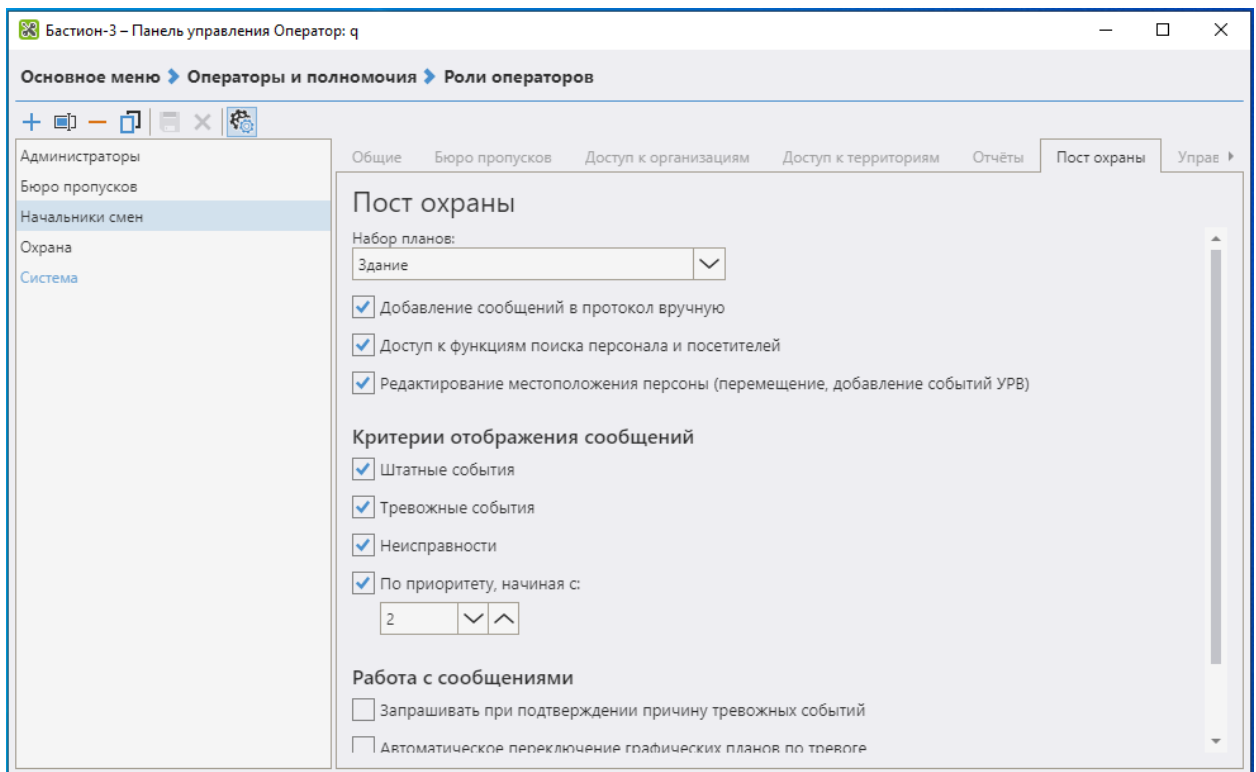 Бастион-3 – Панель управления Оператор: q
Основное меню Операторы и полномочия Роли операторов
Администраторы
Бюро пропусков
Начальники смен
Охрана
Система
Общие Бюро пропусков Доступ к организациям Доступ к территориям Отчёты Пост охраны Управ
Пост охраны
Набор планов:
Здание
Добавление сообщений в протокол вручную
Доступ к функциям поиска персонала и посетителей
Редактирование местоположения персоны (перемещение, добавление событий УРВ)
Критерии отображения сообщений
Штатные события
Тревожные события
Неисправности
По приоритету, начиная с:
2
Работа с сообщениями
Запрашивать при подтверждении причину тревожных событий
Автоматическое переключение графических планов по тревоге